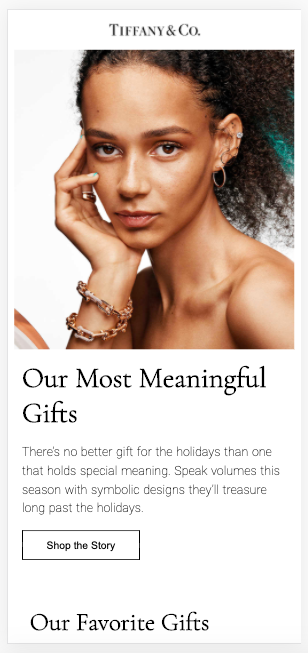 TIFFANY & CO.
Our Most Meaningful
Gifts
There's no better gift for the holidays than one
that holds special meaning. Speak volumes this
season with symbolic designs they'll treasure
long past the holidays.
Shop the Story
Our Favorite Gifts